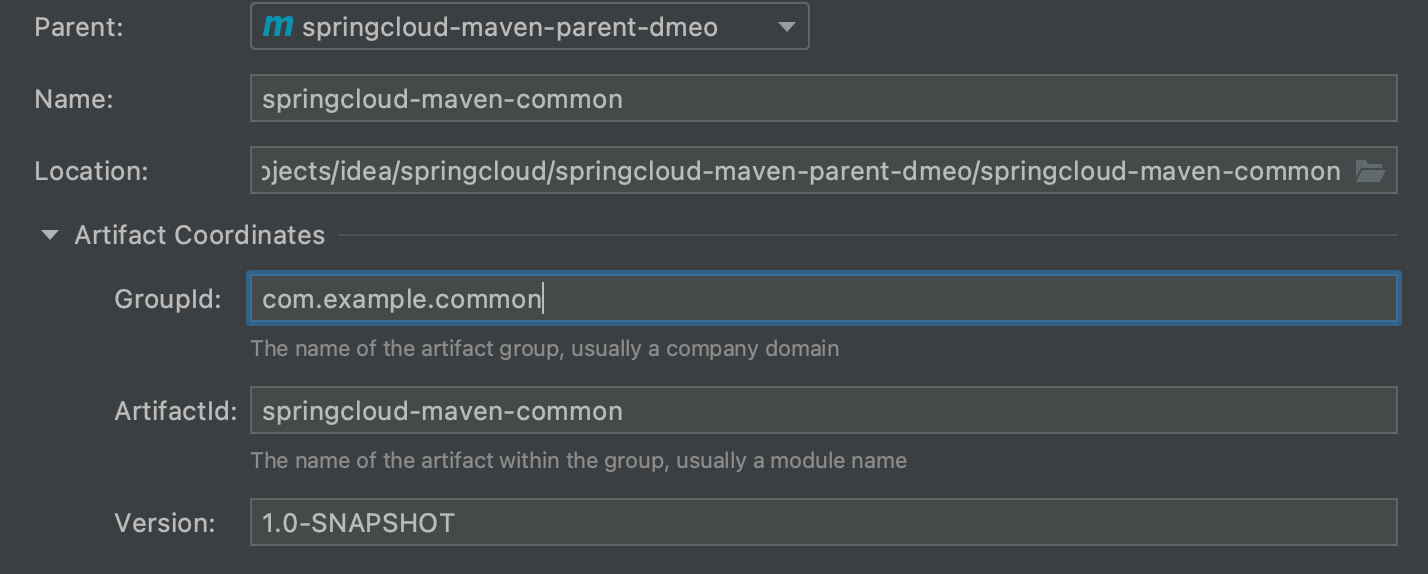 Parent: m springcloud-maven-parent-dmeo
Name: springcloud-maven-common
Location: ojects/idea/springcloud/springcloud-maven-parent-dmeo/springcloud-maven-common
Artifact Coordinates
GroupId: com.example.common
The name of the artifact group, usually a company domain
ArtifactId: springcloud-maven-common
The name of the artifact within the group, usually a module name
Version: 1.0-SNAPSHOT